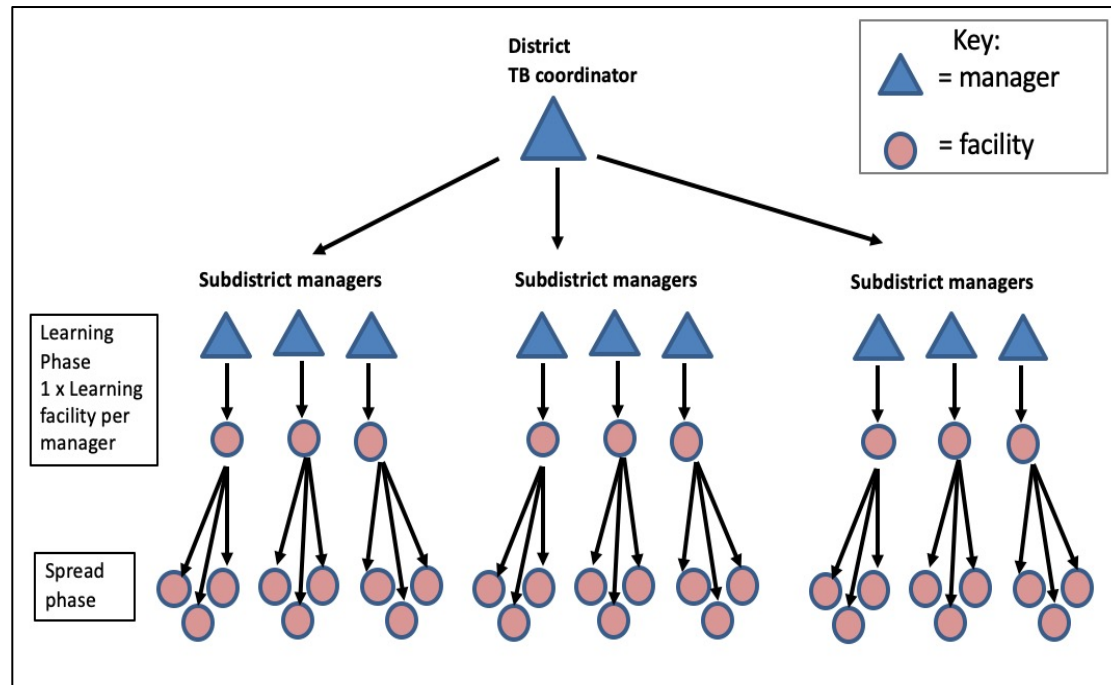 District
TB coordinator
Key:
= manager
= facility
Subdistrict managers
Subdistrict managers
Subdistrict managers
Learning
Phase
1 x Learning
facility per
manager
Spread
phase